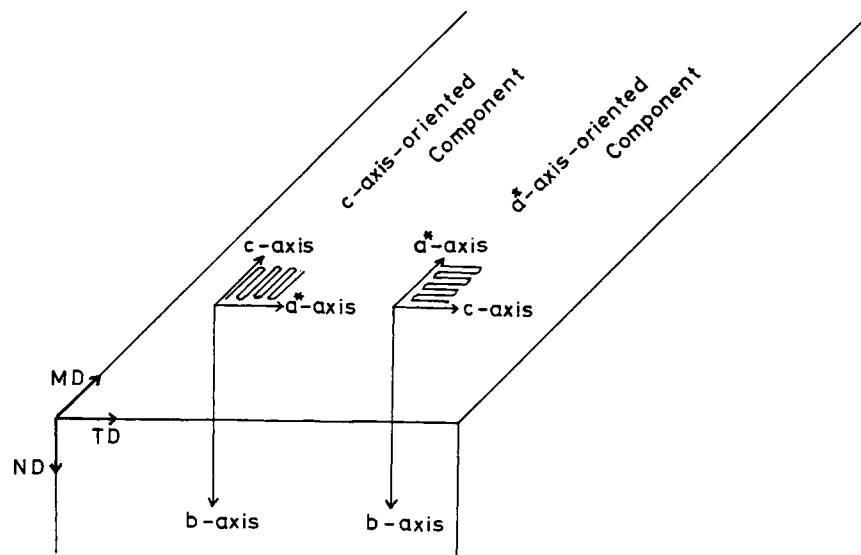 c-axis-oriented
Component
a*-axis-oriented
Component
c-axis
a*-axis
a*-axis
c-axis
MD
TD
ND
b-axis
b-axis